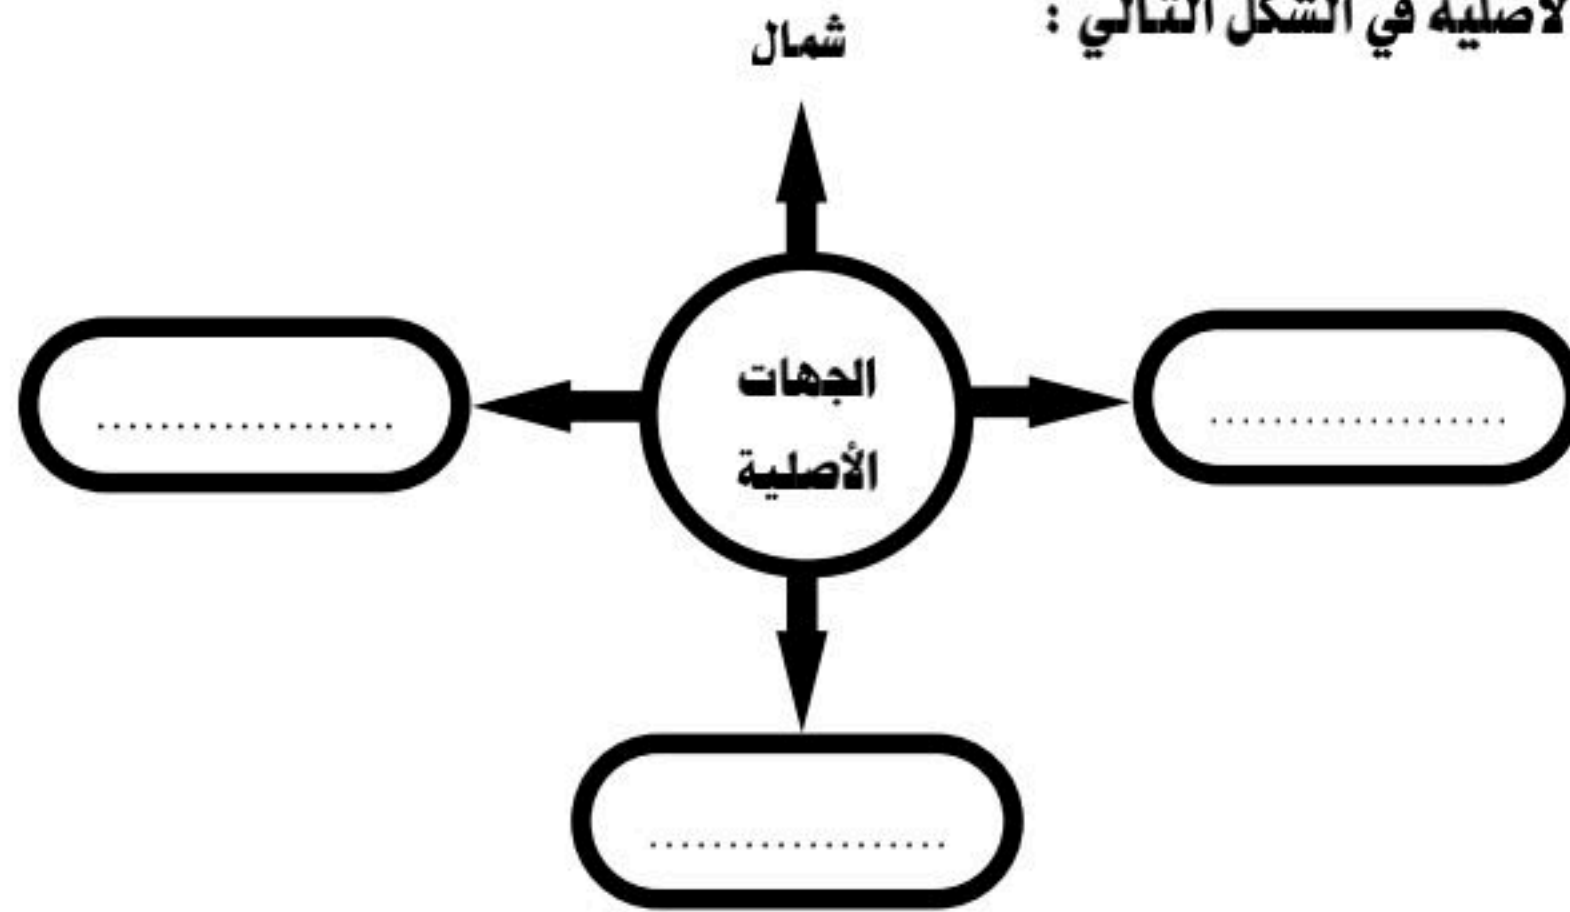 لأصلية في الشكل التالي :
شمال
الجهات
الأصلية
...................
...................
...................